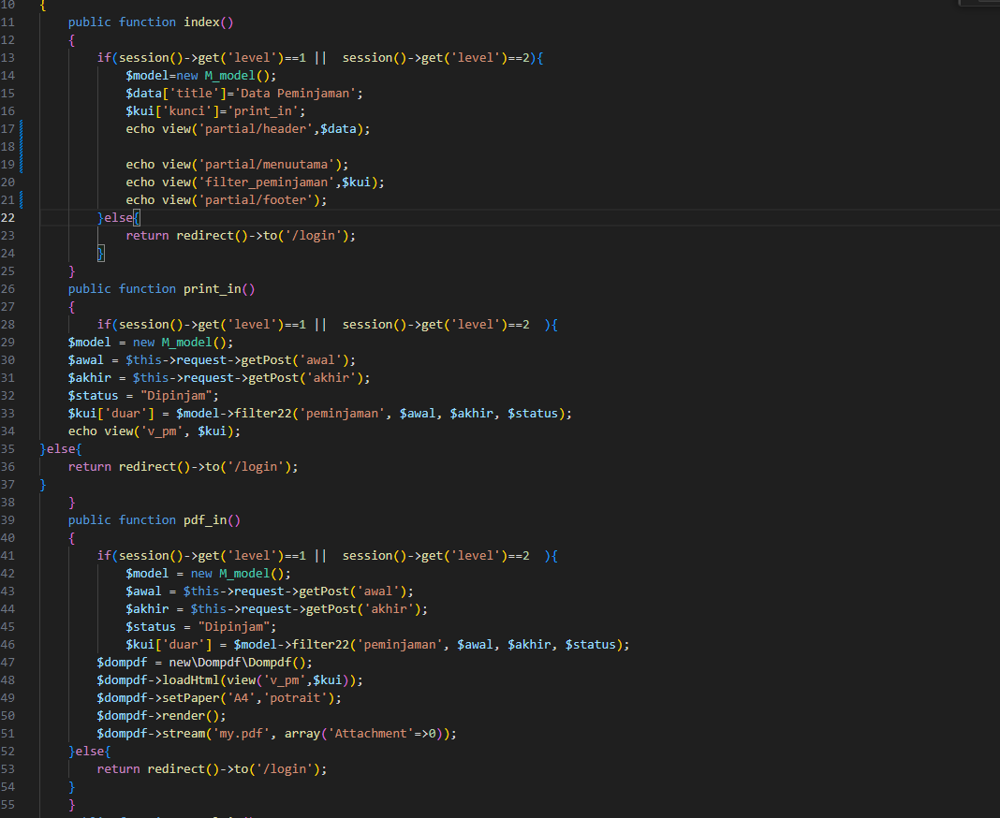 10 {
11     public function index()
12     {
13         if(session()->get('level')==1 ||  session()->get('level')==2){
14             $model=new M_model();
15             $data['title']='Data Peminjaman';
16             $kui['kunci']='print_in';
17             echo view('partial/header',$data);
18
19             echo view('partial/menuutama');
20             echo view('filter_peminjaman',$kui);
21             echo view('partial/footer');
22         }else{
23             return redirect()->to('/login');
24         }
25     }
26     public function print_in()
27     {
28         if(session()->get('level')==1 ||  session()->get('level')==2  ){
29     $model = new M_model();
30     $awal = $this->request->getPost('awal');
31     $akhir = $this->request->getPost('akhir');
32     $status = "Dipinjam";
33     $kui['duar'] = $model->filter22('peminjaman', $awal, $akhir, $status);
34     echo view('v_pm', $kui);
35 }else{
36     return redirect()->to('/login');
37 }
38     }
39     public function pdf_in()
40     {
41         if(session()->get('level')==1 ||  session()->get('level')==2  ){
42             $model = new M_model();
43             $awal = $this->request->getPost('awal');
44             $akhir = $this->request->getPost('akhir');
45             $status = "Dipinjam";
46             $kui['duar'] = $model->filter22('peminjaman', $awal, $akhir, $status);
47         $dompdf = new\Dompdf\Dompdf();
48         $dompdf->loadHtml(view('v_pm',$kui));
49         $dompdf->setPaper('A4','potrait');
50         $dompdf->render();
51         $dompdf->stream('my.pdf', array('Attachment'=>0));
52     }else{
53         return redirect()->to('/login');
54     }
55     }